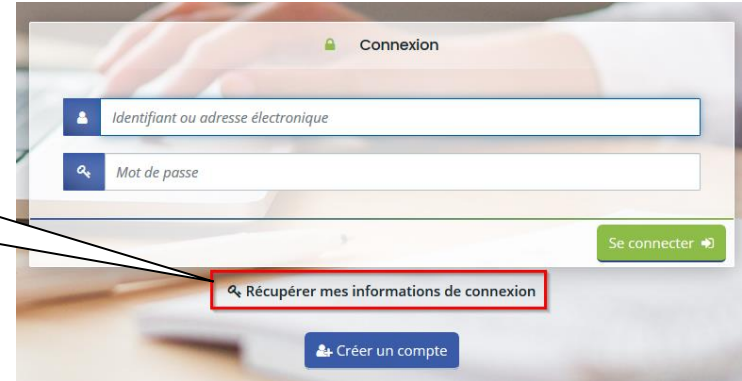 Connexion
Identifiant ou adresse électronique
Mot de passe
Se connecter
Récupérer mes informations de connexion
Créer un compte